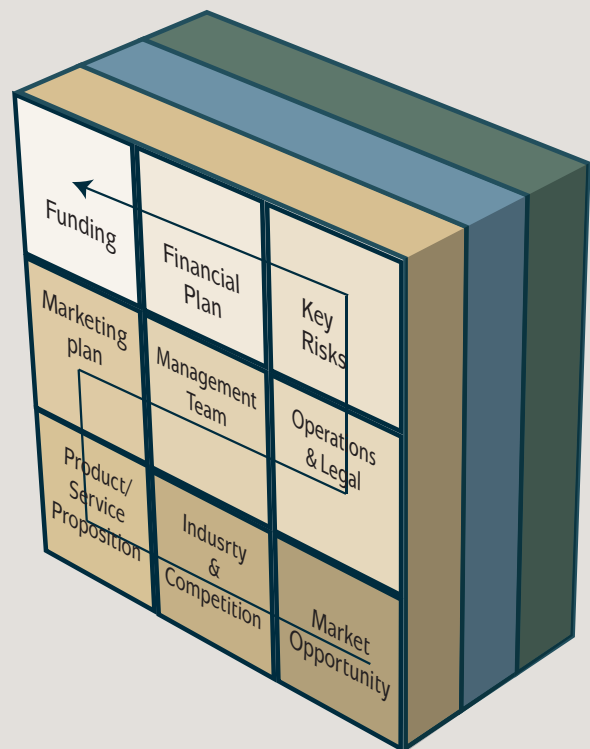 Funding
Financial
Plan
Key
Risks
Marketing
plan
Management
Team
Operations
& Legal
Product/
Service
Proposition
Indusrty
&
Competition
Market
Opportunity